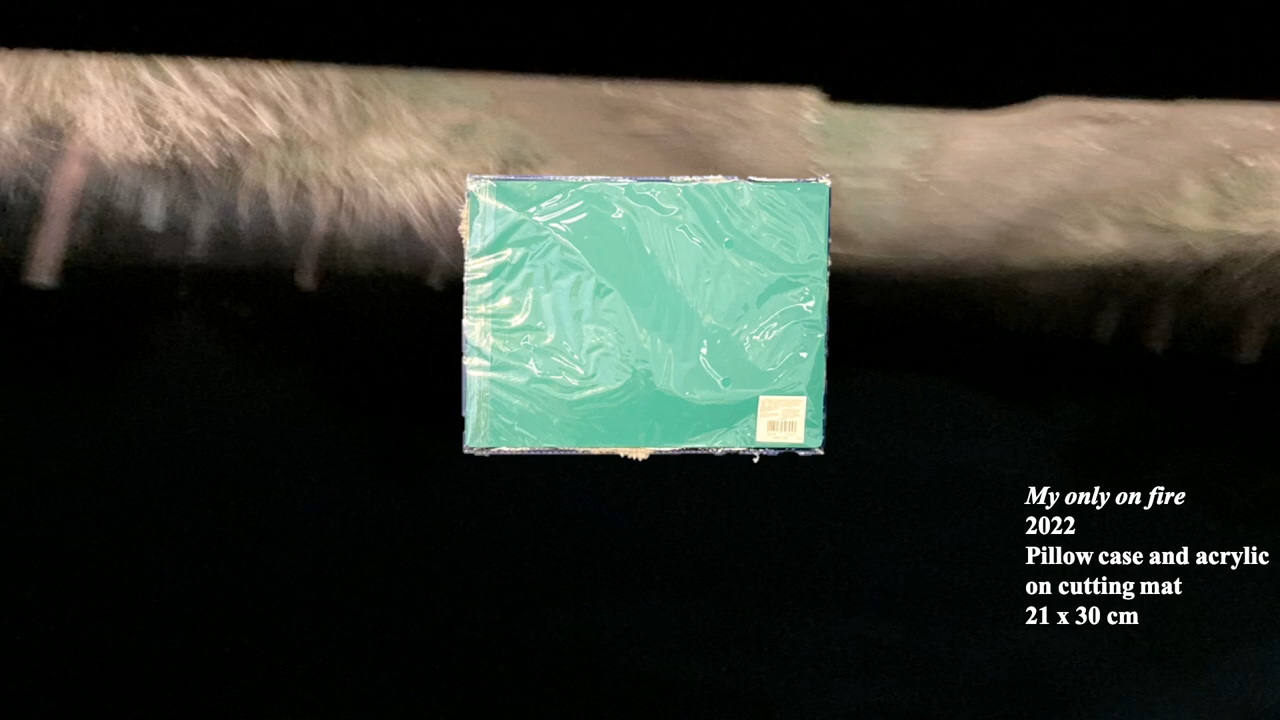 My only on fire
2022
Pillow case and acrylic
on cutting mat
21 x 30 cm